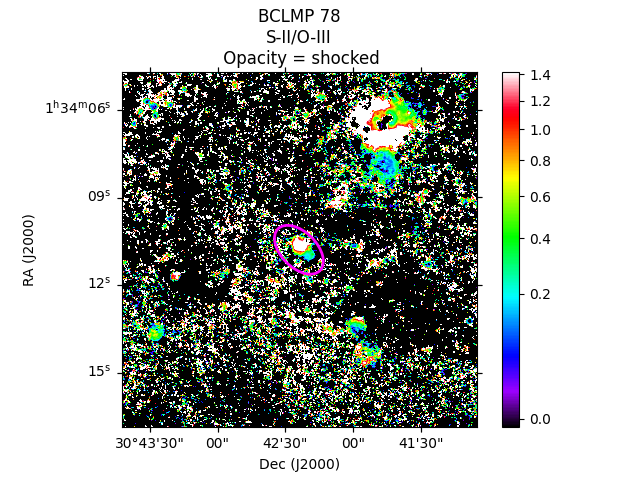 BCLMP 78
S-II/O-III
Opacity = shocked
1ʰ34ᵐ06ˢ
09ˢ
12ˢ
15ˢ
RA (J2000)
30°43'30" 00" 42'30" 00" 41'30"
Dec (J2000)
1.4
1.2
1.0
0.8
0.6
0.4
0.2
0.0